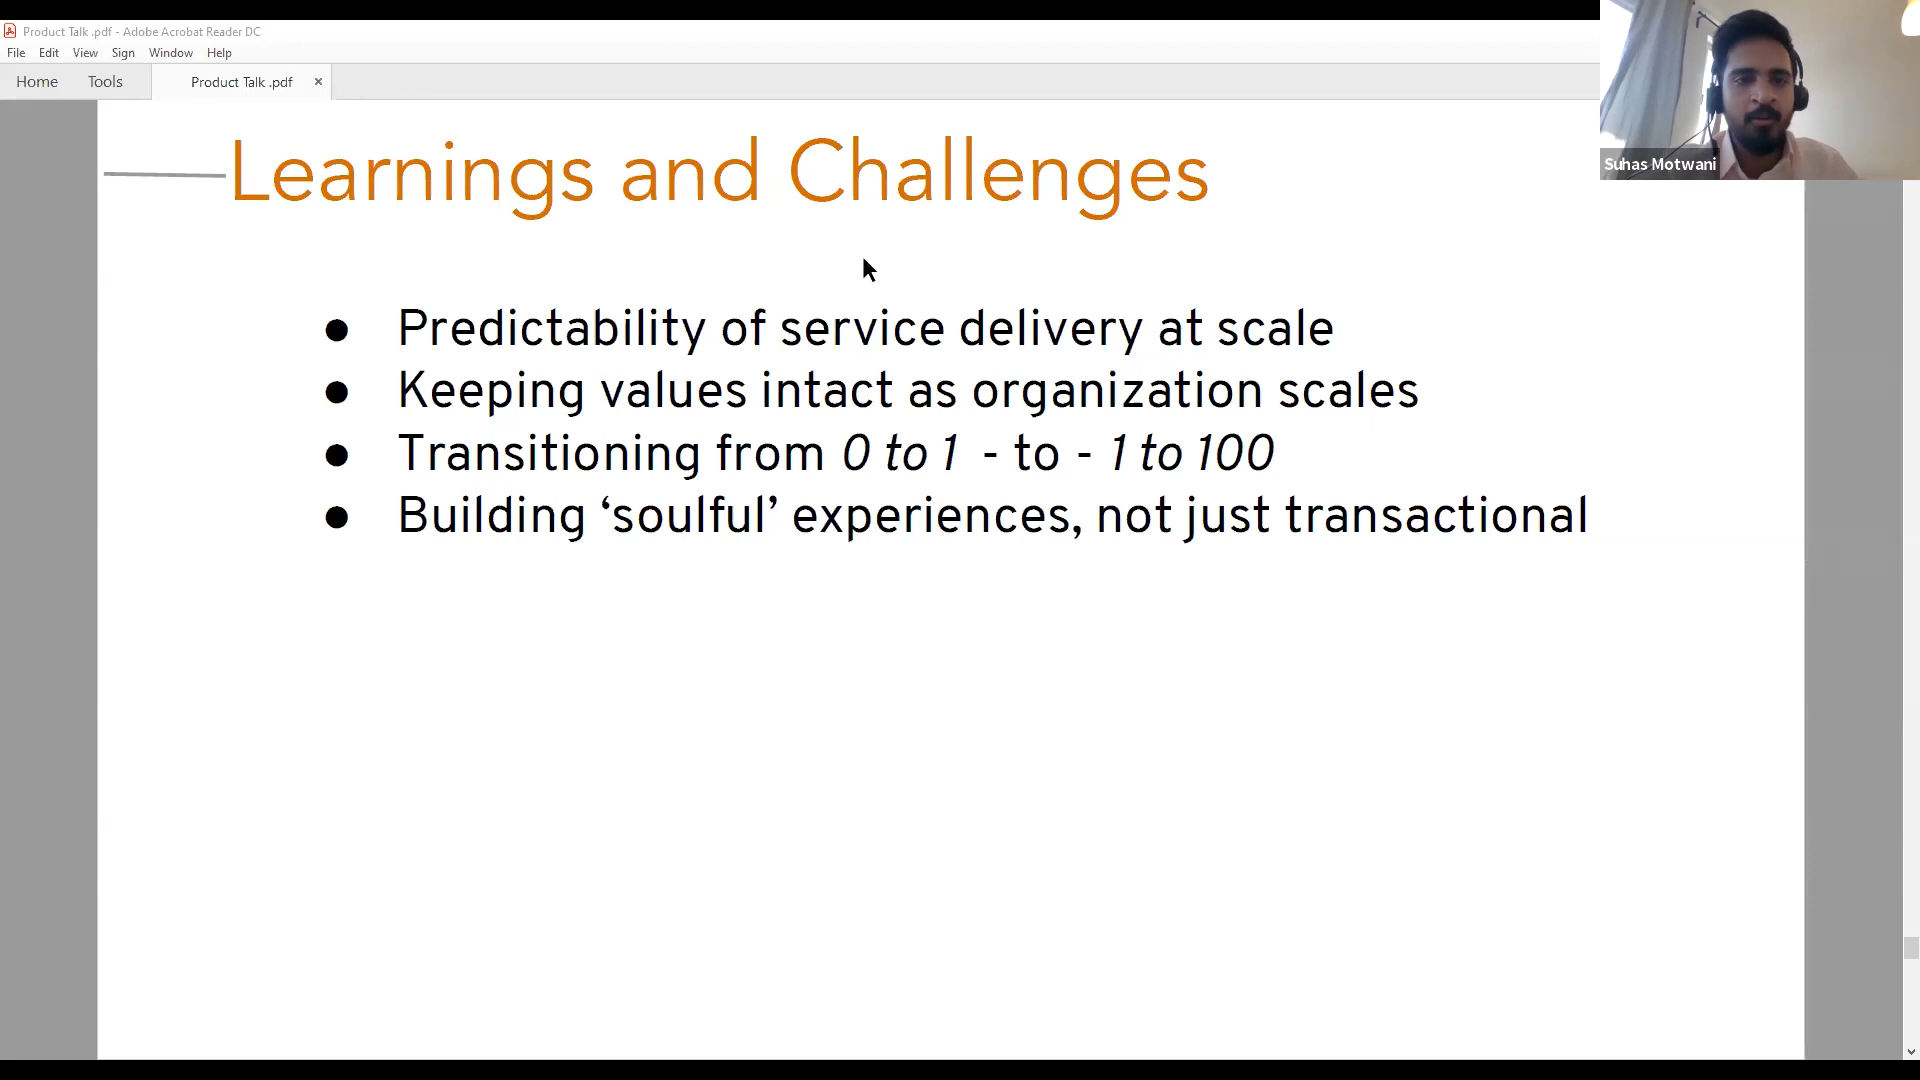 Product Talk .pdf - Adobe Acrobat Reader DC
File Edit View Sign Window Help
Home Tools Product Talk .pdf ×
Suhas Motwani
Learnings and Challenges
● Predictability of service delivery at scale
● Keeping values intact as organization scales
● Transitioning from 0 to 1 - to - 1 to 100
● Building ‘soulful’ experiences, not just transactional